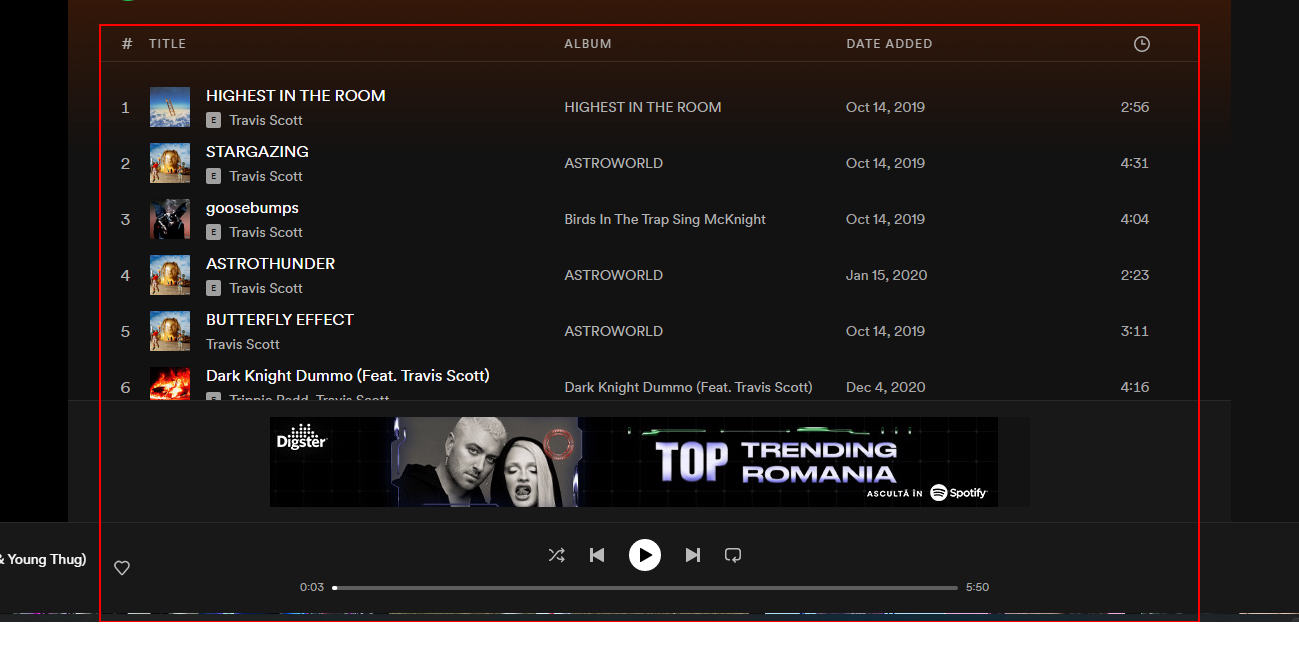 # TITLE ALBUM DATE ADDED
1 HIGHEST IN THE ROOM HIGHEST IN THE ROOM Oct 14, 2019 2:56
E Travis Scott
2 STARGAZING ASTROWORLD Oct 14, 2019 4:31
E Travis Scott
3 goosebumps Birds In The Trap Sing McKnight Oct 14, 2019 4:04
E Travis Scott
4 ASTROTHUNDER ASTROWORLD Jan 15, 2020 2:23
E Travis Scott
5 BUTTERFLY EFFECT ASTROWORLD Oct 14, 2019 3:11
Travis Scott
6 Dark Knight Dummo (Feat. Travis Scott) Dark Knight Dummo (Feat. Travis Scott) Dec 4, 2020 4:16
E Trippie Redd, Travis Scott
Digster
TOP TRENDING
ROMANIA
ASCULTĂ ÎN Spotify
& Young Thug)
0:03 5:50